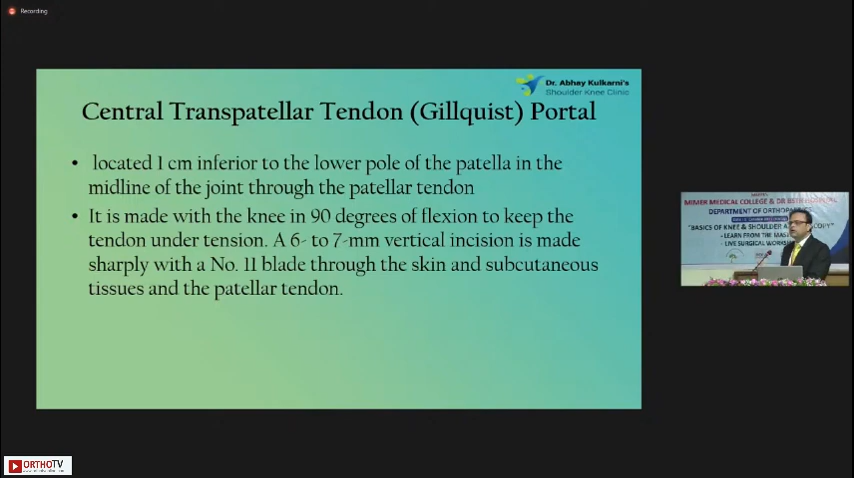 Recording
Dr. Abhay Kulkarni's
Shoulder Knee Clinic
Central Transpatellar Tendon (Gillquist) Portal
• located 1 cm inferior to the lower pole of the patella in the
midline of the joint through the patellar tendon
• It is made with the knee in 90 degrees of flexion to keep the
tendon under tension. A 6- to 7-mm vertical incision is made
sharply with a No. 11 blade through the skin and subcutaneous
tissues and the patellar tendon.
MIMER MEDICAL COLLEGE & DR BSTR HOSPITAL
DEPARTMENT OF ORTHOPAEDICS
"BASICS OF KNEE & SHOULDER
- LEARN FROM THE
- LIVE SURGICAL
ORTHOTV